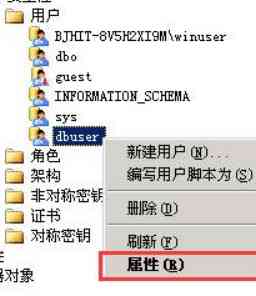 用户
BJHIT-8V5H2XI9M\winuser
dbo
guest
INFORMATION_SCHEMA
sys
dbuser
角色
架构
非对称密钥
证书
对称密钥
器对象
新建用户(N)...
编写用户脚本为(S)
删除(D)
刷新(F)
属性(R)